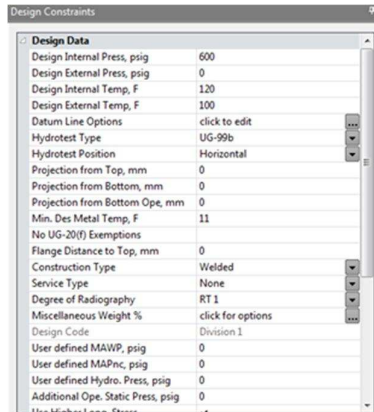 Design Constraints
Design Data
Design Internal Press, psig 600
Design External Press, psig 0
Design Internal Temp, F 120
Design External Temp, F 100
Datum Line Options click to edit ...
Hydrotest Type UG-99b
Hydrotest Position Horizontal
Projection from Top, mm 0
Projection from Bottom, mm 0
Projection from Bottom Ope, mm 0
Min. Des Metal Temp, F 11
No UG-20(f) Exemptions
Flange Distance to Top, mm 0
Construction Type Welded
Service Type None
Degree of Radiography RT 1
Miscellaneous Weight % click for options ...
Design Code Division 1
User defined MAWP, psig 0
User defined MAPnc, psig 0
User defined Hydro. Press, psig 0
Additional Ope. Static Press, psig 0
Use Higher Long. Stress